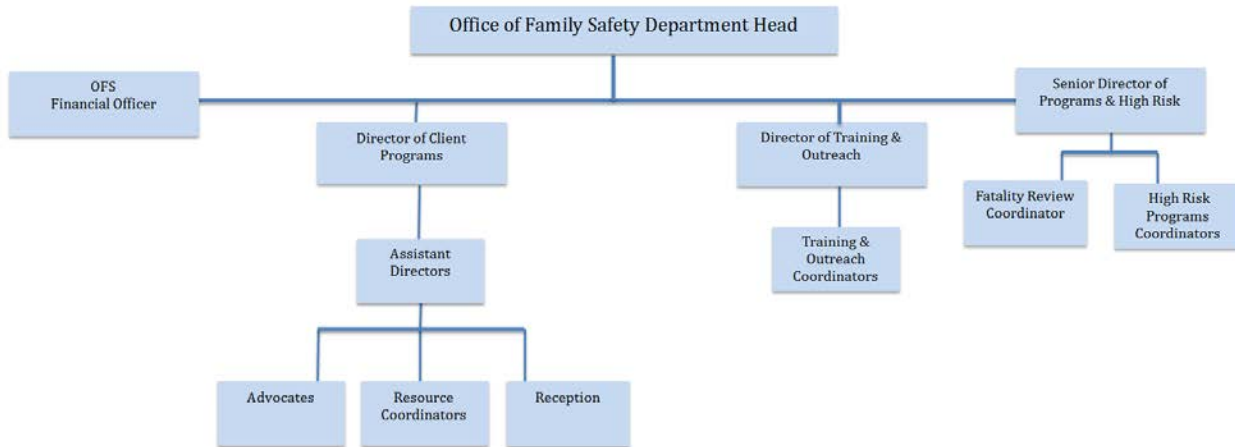 Office of Family Safety Department Head
OFS
Financial Officer
Senior Director of
Programs & High Risk
Director of Client
Programs
Director of Training &
Outreach
Fatality Review
Coordinator
High Risk
Programs
Coordinators
Assistant
Directors
Training &
Outreach
Coordinators
Advocates
Resource
Coordinators
Reception